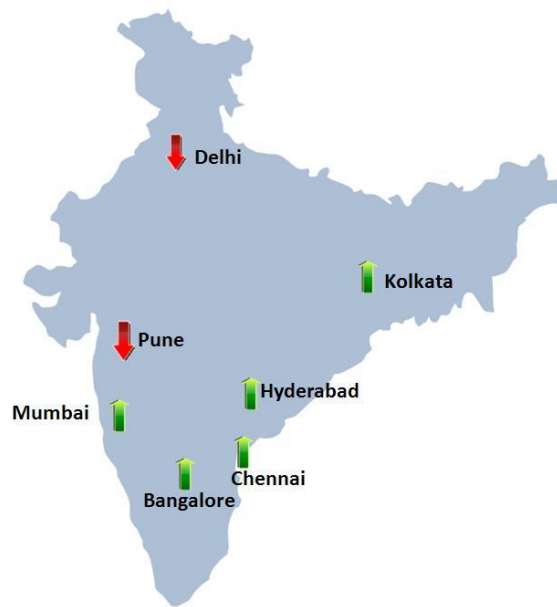 Delhi
Kolkata
Pune
Hyderabad
Mumbai
Chennai
Bangalore